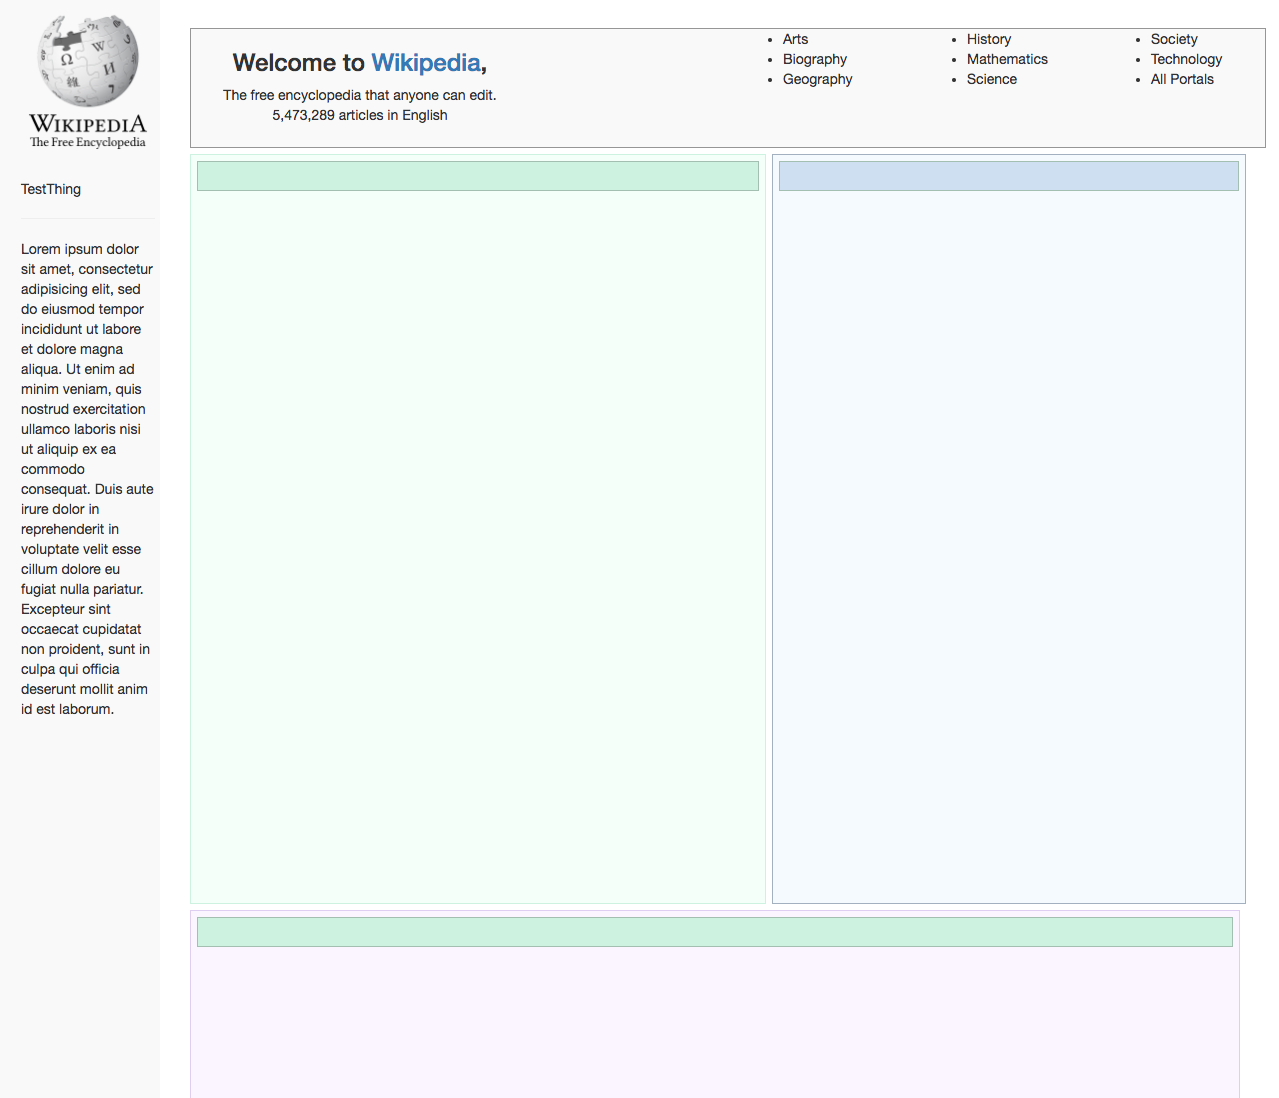 WIKIPEDIA
The Free Encyclopedia
TestThing
Lorem ipsum dolor
sit amet, consectetur
adipisicing elit, sed
do eiusmod tempor
incididunt ut labore
et dolore magna
aliqua. Ut enim ad
minim veniam, quis
nostrud exercitation
ullamco laboris nisi
ut aliquip ex ea
commodo
consequat. Duis aute
irure dolor in
reprehenderit in
voluptate velit esse
cillum dolore eu
fugiat nulla pariatur.
Excepteur sint
occaecat cupidatat
non proident, sunt in
culpa qui officia
deserunt mollit anim
id est laborum.
Welcome to Wikipedia,
The free encyclopedia that anyone can edit.
5,473,289 articles in English
• Arts
• Biography
• Geography
• History
• Mathematics
• Science
• Society
• Technology
• All Portals